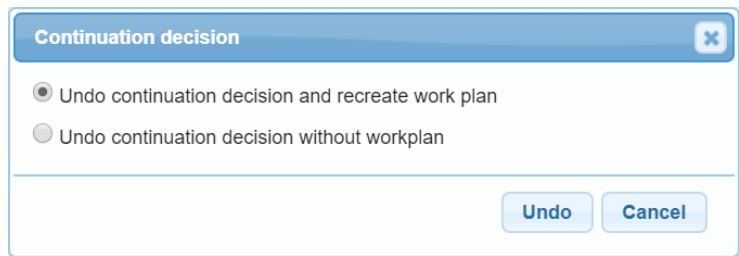 Continuation decision
Undo continuation decision and recreate work plan
Undo continuation decision without workplan
Undo Cancel